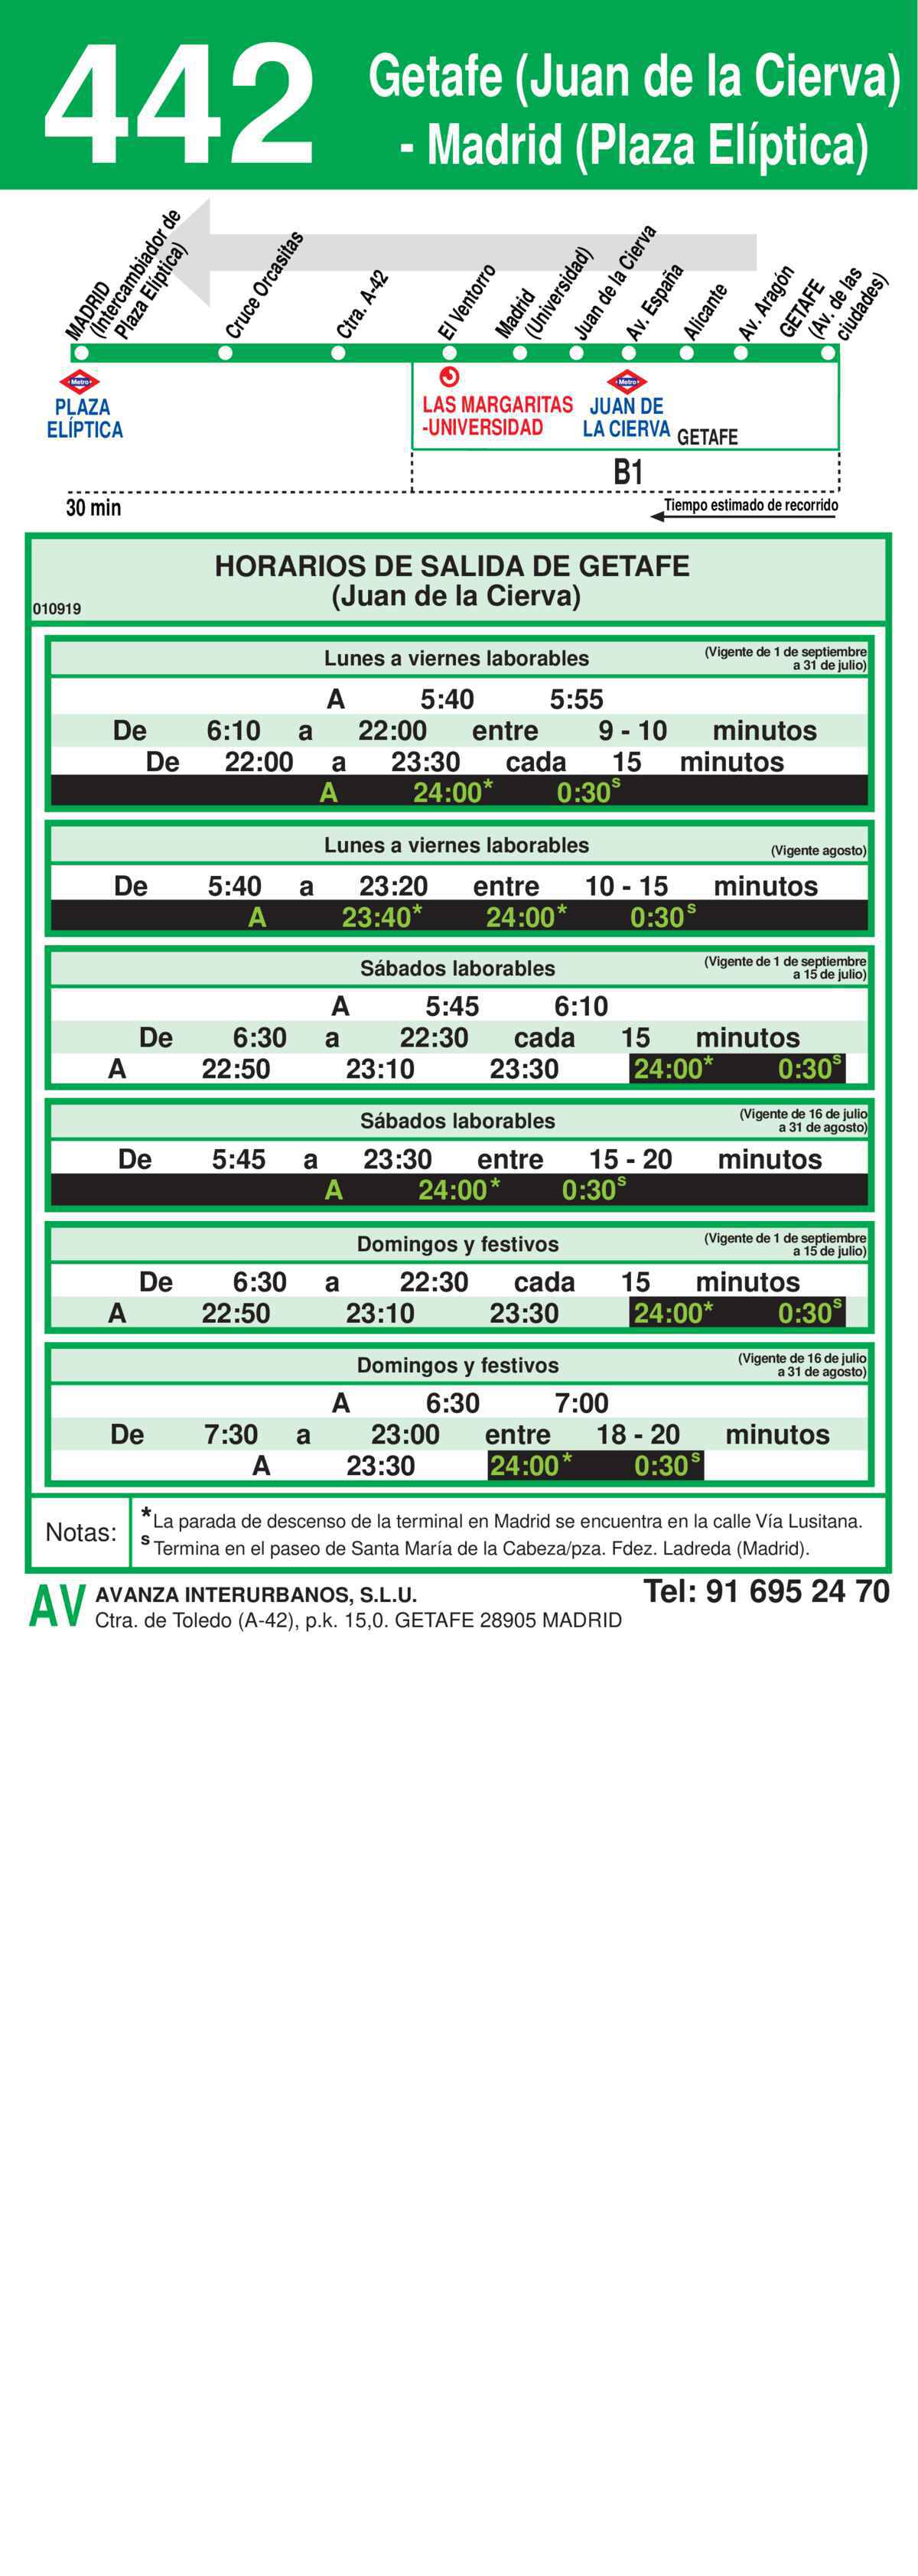 442
Getafe (Juan de la Cierva)
- Madrid (Plaza Elíptica)
MADRID
(Intercambiador de
Plaza Elíptica)
Cruce Orcasitas
Ctra. A-42
El Ventorro
Madrid
(Universidad)
Juan de la Cierva
Av. España
Alicante
Av. Aragón
GETAFE
(Av. de las
ciudades)
Metro
PLAZA
ELÍPTICA
LAS MARGARITAS
-UNIVERSIDAD
Metro
JUAN DE
LA CIERVA
GETAFE
B1
30 min
Tiempo estimado de recorrido
HORARIOS DE SALIDA DE GETAFE
(Juan de la Cierva)
010919
Lunes a viernes laborables (Vigente de 1 de septiembre
a 31 de julio)
A 5:40 5:55
De 6:10 a 22:00 entre 9 - 10 minutos
De 22:00 a 23:30 cada 15 minutos
A 24:00* 0:30s
Lunes a viernes laborables (Vigente agosto)
De 5:40 a 23:20 entre 10 - 15 minutos
A 23:40* 24:00* 0:30s
Sábados laborables (Vigente de 1 de septiembre
a 15 de julio)
A 5:45 6:10
De 6:30 a 22:30 cada 15 minutos
A 22:50 23:10 23:30 24:00* 0:30s
Sábados laborables (Vigente de 16 de julio
a 31 de agosto)
De 5:45 a 23:30 entre 15 - 20 minutos
A 24:00* 0:30s
Domingos y festivos (Vigente de 1 de septiembre
a 15 de julio)
De 6:30 a 22:30 cada 15 minutos
A 22:50 23:10 23:30 24:00* 0:30s
Domingos y festivos (Vigente de 16 de julio
a 31 de agosto)
A 6:30 7:00
De 7:30 a 23:00 entre 18 - 20 minutos
A 23:30 24:00* 0:30s
Notas:
* La parada de descenso de la terminal en Madrid se encuentra en la calle Vía Lusitana.
s Termina en el paseo de Santa María de la Cabeza/pza. Fdez. Ladreda (Madrid).
AV AVANZA INTERURBANOS, S.L.U. Tel: 91 695 24 70
Ctra. de Toledo (A-42), p.k. 15,0. GETAFE 28905 MADRID